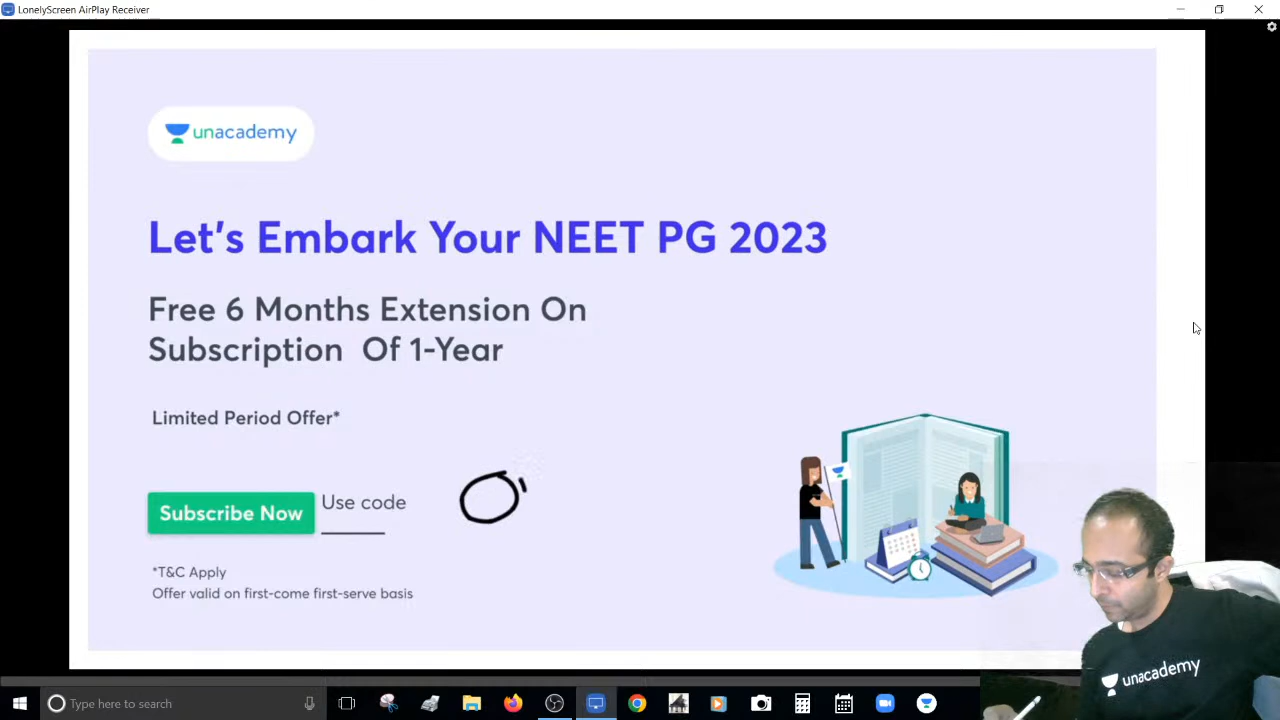 LonelyScreen AirPlay Receiver
unacademy
Let's Embark Your NEET PG 2023
Free 6 Months Extension On
Subscription Of 1-Year
Limited Period Offer*
Subscribe Now
Use code
*T&C Apply
Offer valid on first-come first-serve basis
unacademy
Type here to search